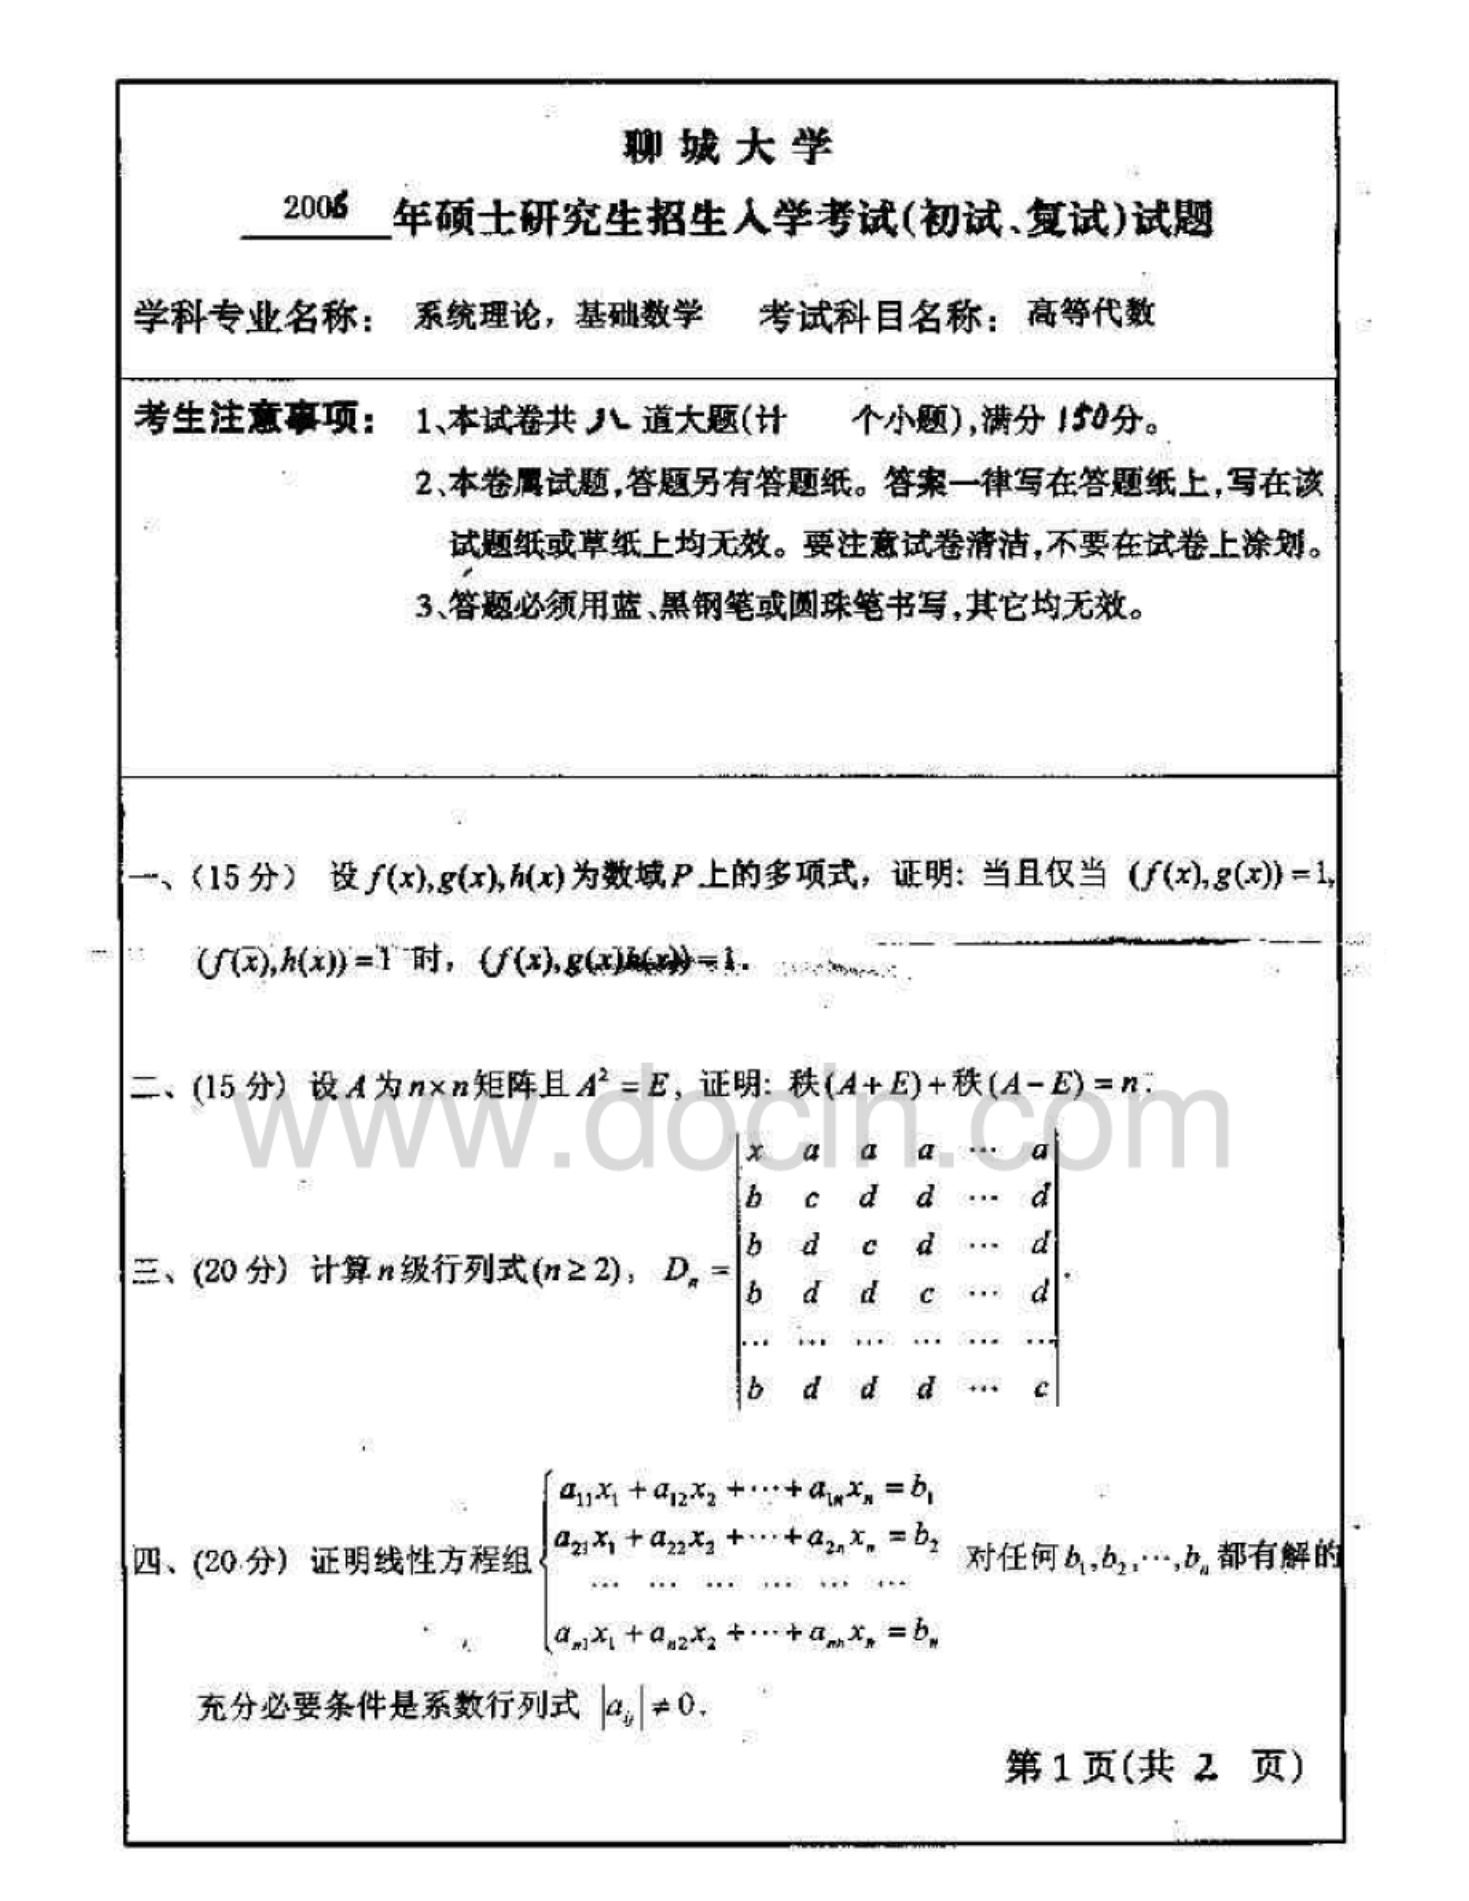 聊城大学
2006 年硕士研究生招生入学考试(初试、复试)试题
学科专业名称: 系统理论，基础数学 考试科目名称: 高等代数
考生注意事项: 1、本试卷共 八 道大题(计 个小题),满分150分。
2、本卷属试题,答题另有答题纸。答案一律写在答题纸上,写在该
试题纸或草纸上均无效。要注意试卷清洁,不要在试卷上涂划。
3、答题必须用蓝、黑钢笔或圆珠笔书写,其它均无效。
一、(15分) 设 f(x),g(x),h(x)为数域P上的多项式，证明: 当且仅当 (f(x),g(x))=1,
(f(x),h(x))=1 时，(f(x),g(x)h(x))=1.
二、(15分) 设A为n×n矩阵且A²=E, 证明: 秩(A+E)+秩(A-E)=n.
www.docin.com
三、(20分) 计算n级行列式(n≥2), Dₙ=
x a a a ... a
b c d d ... d
b d c d ... d
b d d c ... d
... ... ... ... ... ...
b d d d ... c
四、(20分) 证明线性方程组
a₁₁x₁+a₁₂x₂+⋯+a₁ₙxₙ=b₁
a₂₁x₁+a₂₂x₂+⋯+a₂ₙxₙ=b₂
... ... ... ... ... ...
aₙ₁x₁+aₙ₂x₂+⋯+aₙₙxₙ=bₙ
对任何b₁,b₂,⋯,bₙ都有解的
充分必要条件是系数行列式 |aᵢⱼ|≠0.
第1页(共 2 页)